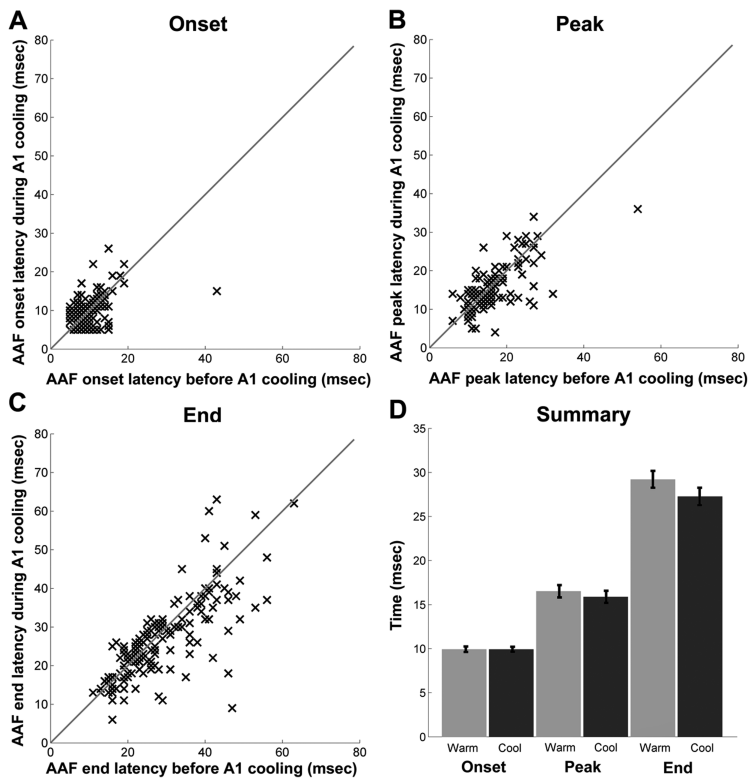 A
Onset
AAF onset latency during A1 cooling (msec)
80
70
60
50
40
30
20
10
0
0
20
40
60
80
AAF onset latency before A1 cooling (msec)
B
Peak
AAF peak latency during A1 cooling (msec)
80
70
60
50
40
30
20
10
0
0
20
40
60
80
AAF peak latency before A1 cooling (msec)
C
End
AAF end latency during A1 cooling (msec)
80
70
60
50
40
30
20
10
0
0
20
40
60
80
AAF end latency before A1 cooling (msec)
D
Summary
Time (msec)
35
30
25
20
15
10
5
0
Warm Cool Warm Cool Warm Cool
Onset Peak End